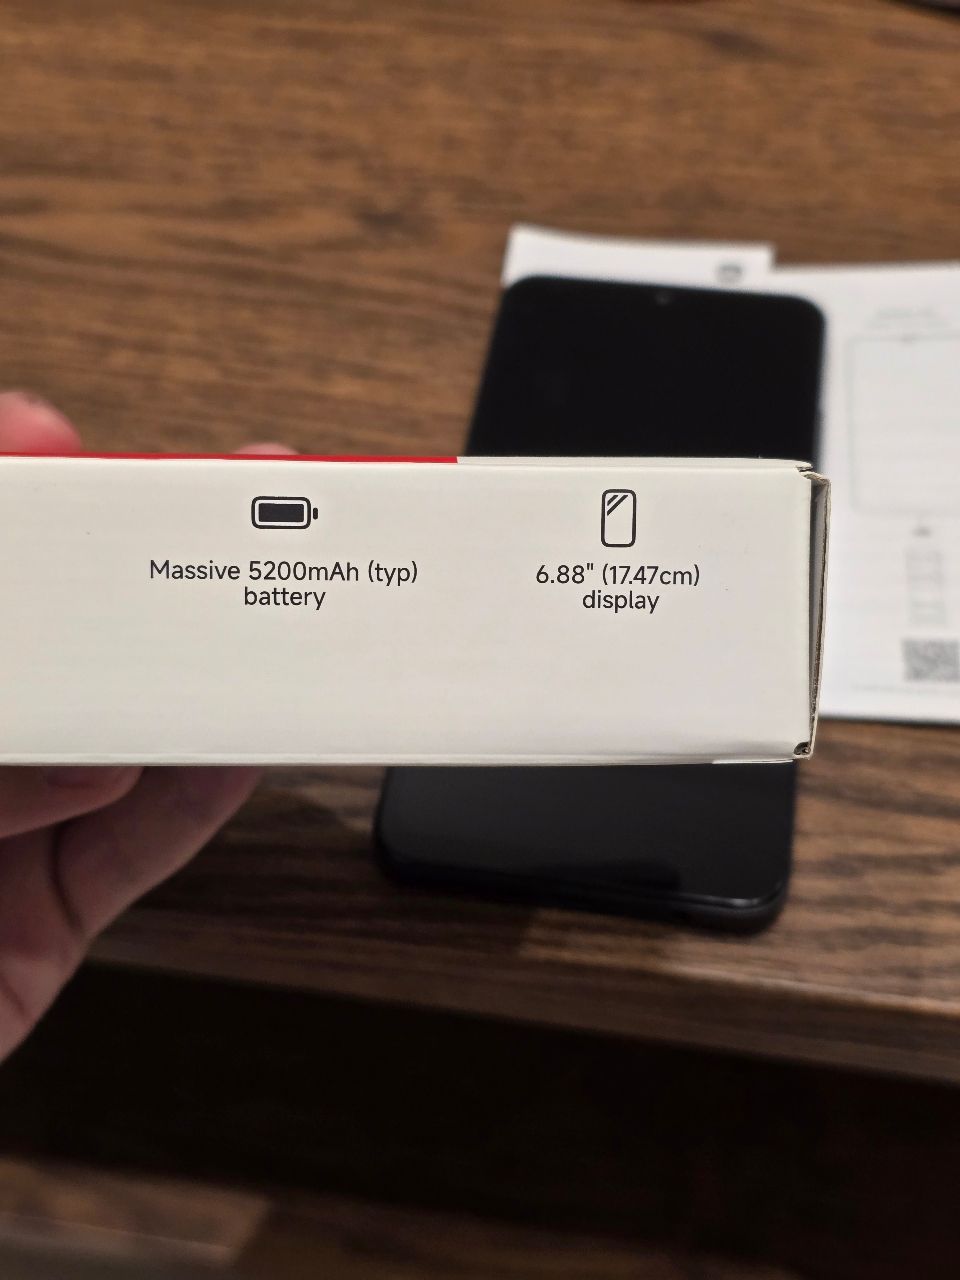 Massive 5200mAh (typ)
battery
6.88" (17.47cm)
display